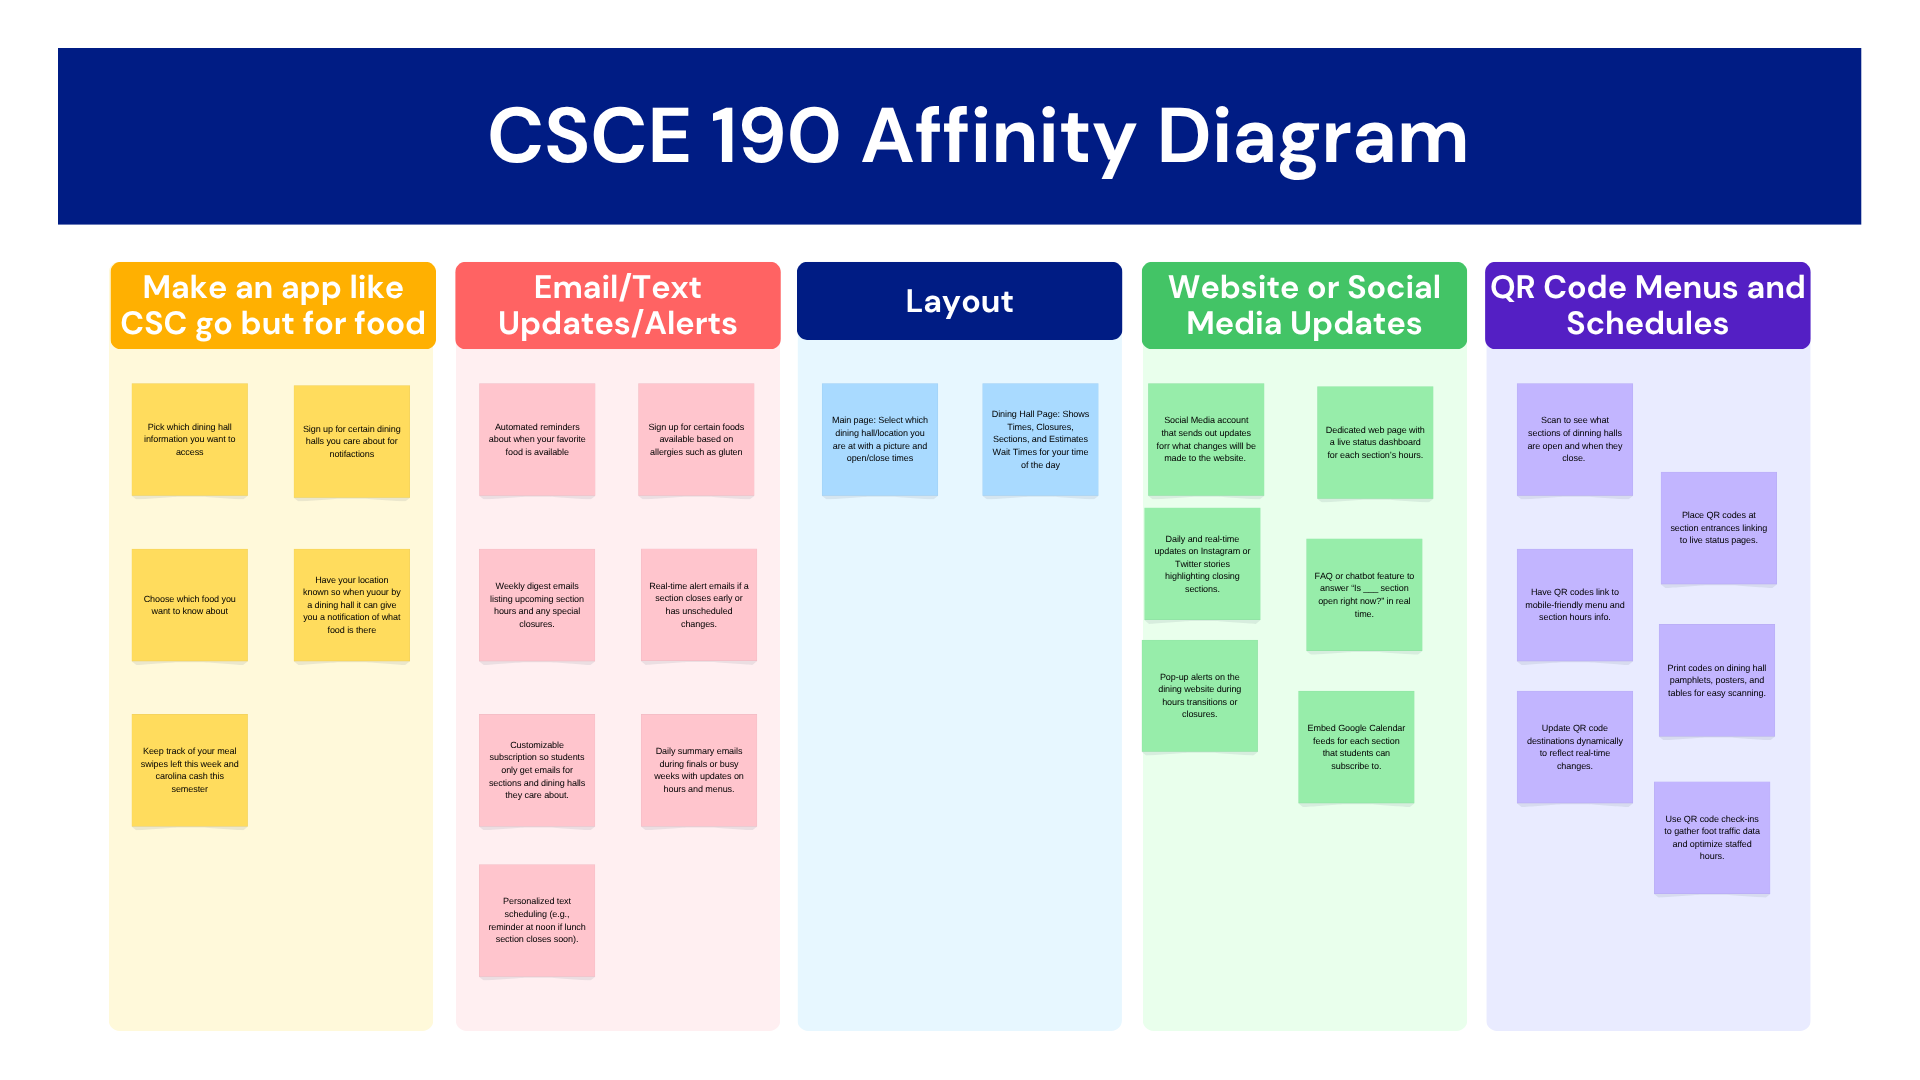 CSCE 190 Affinity Diagram
Make an app like
CSC go but for food
Pick which dining hall
information you want to
access
Sign up for certain dining
halls you care about for
notifactions
Choose which food you
want to know about
Have your location
known so when yuour by
a dining hall it can give
you a notification of what
food is there
Keep track of your meal
swipes left this week and
carolina cash this
semester
Email/Text
Updates/Alerts
Automated reminders
about when your favorite
food is available
Sign up for certain foods
available based on
allergies such as gluten
Weekly digest emails
listing upcoming section
hours and any special
closures.
Real-time alert emails if a
section closes early or
has unscheduled
changes.
Customizable
subscription so students
only get emails for
sections and dining halls
they care about.
Daily summary emails
during finals or busy
weeks with updates on
hours and menus.
Personalized text
scheduling (e.g.,
reminder at noon if lunch
section closes soon).
Layout
Main page: Select which
dining hall/location you
are at with a picture and
open/close times
Dining Hall Page: Shows
Times, Closures,
Sections, and Estimates
Wait Times for your time
of the day
Website or Social
Media Updates
Social Media account
that sends out updates
forr what changes willl be
made to the website.
Dedicated web page with
a live status dashboard
for each section's hours.
Daily and real-time
updates on Instagram or
Twitter stories
highlighting closing
sections.
FAQ or chatbot feature to
answer “Is ___ section
open right now?” in real
time.
Pop-up alerts on the
dining website during
hours transitions or
closures.
Embed Google Calendar
feeds for each section
that students can
subscribe to.
QR Code Menus and
Schedules
Scan to see what
sections of dinning halls
are open and when they
close.
Place QR codes at
section entrances linking
to live status pages.
Have QR codes link to
mobile-friendly menu and
section hours info.
Print codes on dining hall
pamphlets, posters, and
tables for easy scanning.
Update QR code
destinations dynamically
to reflect real-time
changes.
Use QR code check-ins
to gather foot traffic data
and optimize staffed
hours.